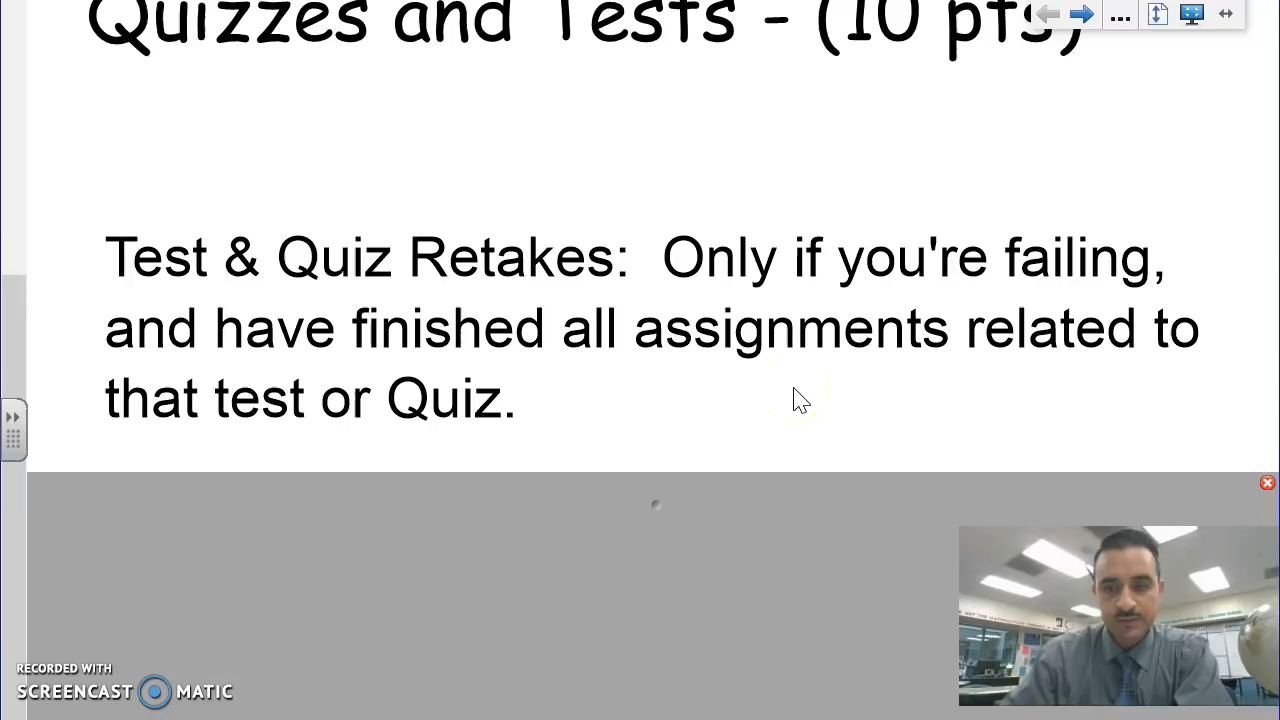 Quizzes and Tests - (10 pts)
Test & Quiz Retakes: Only if you're failing,
and have finished all assignments related to
that test or Quiz.
RECORDED WITH
SCREENCAST MATIC